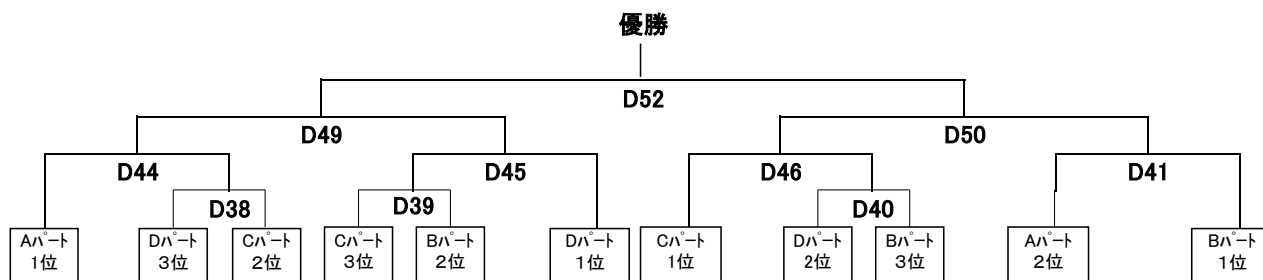 優勝
D52
D49
D50
D44
D45
D46
D41
D38
D39
D40
Aパート
1位
Dパート
3位
Cパート
2位
Cパート
3位
Bパート
2位
Dパート
1位
Cパート
1位
Dパート
2位
Bパート
3位
Aパート
2位
Bパート
1位